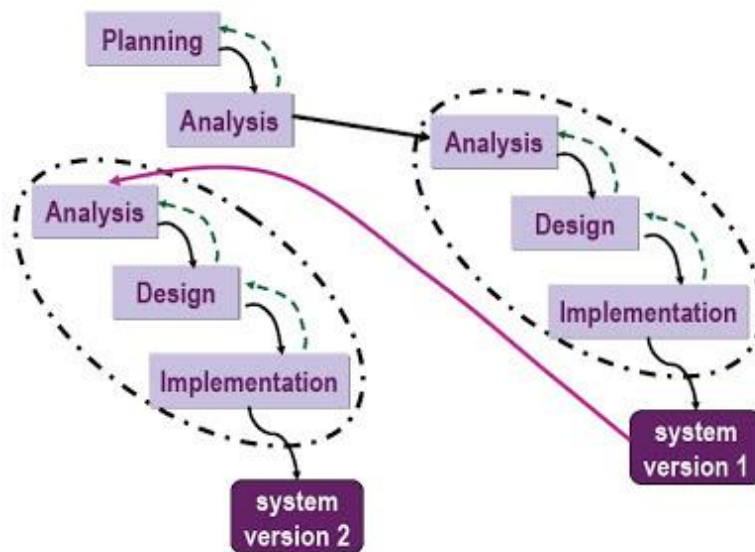 Planning
Analysis
Analysis
Design
Implementation
system
version 1
Analysis
Design
Implementation
system
version 2